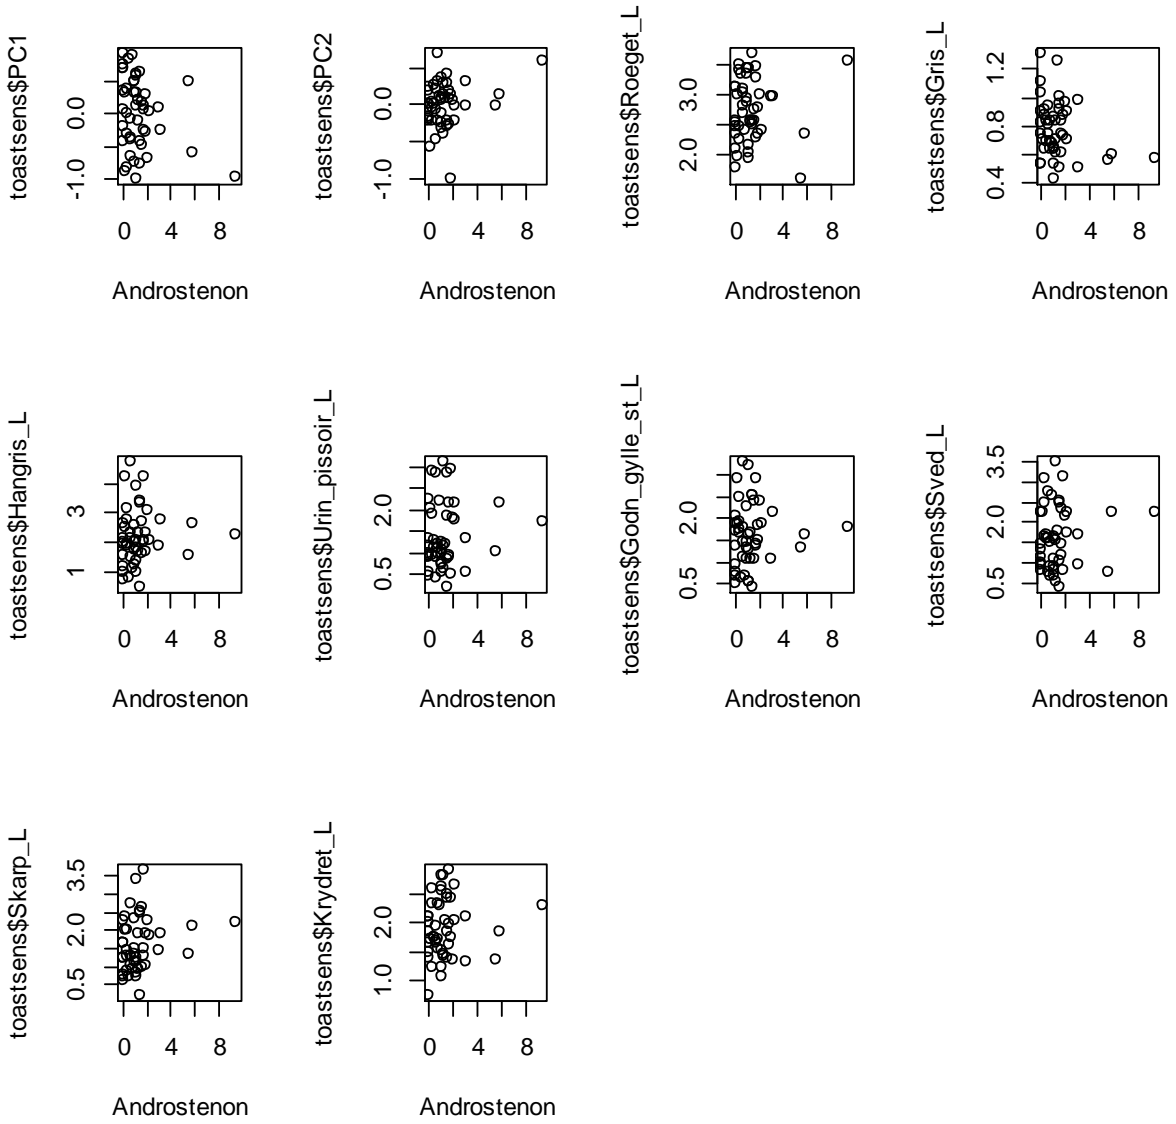 toastsens$PC1
0.0
-1.0
0 4 8
Androstenon
toastsens$PC2
0.0
-1.0
0 4 8
Androstenon
toastsens$Roeget_L
3.0
2.0
0 4 8
Androstenon
toastsens$Gris_L
1.2
0.8
0.4
0 4 8
Androstenon
toastsens$Hangris_L
3
1
0 4 8
Androstenon
toastsens$Urin_pissoir_L
2.0
0.5
0 4 8
Androstenon
toastsens$Godn_gylle_st_L
2.0
0.5
0 4 8
Androstenon
toastsens$Sved_L
3.5
2.0
0.5
0 4 8
Androstenon
toastsens$Skarp_L
3.5
2.0
0.5
0 4 8
Androstenon
toastsens$Krydret_L
2.0
1.0
0 4 8
Androstenon